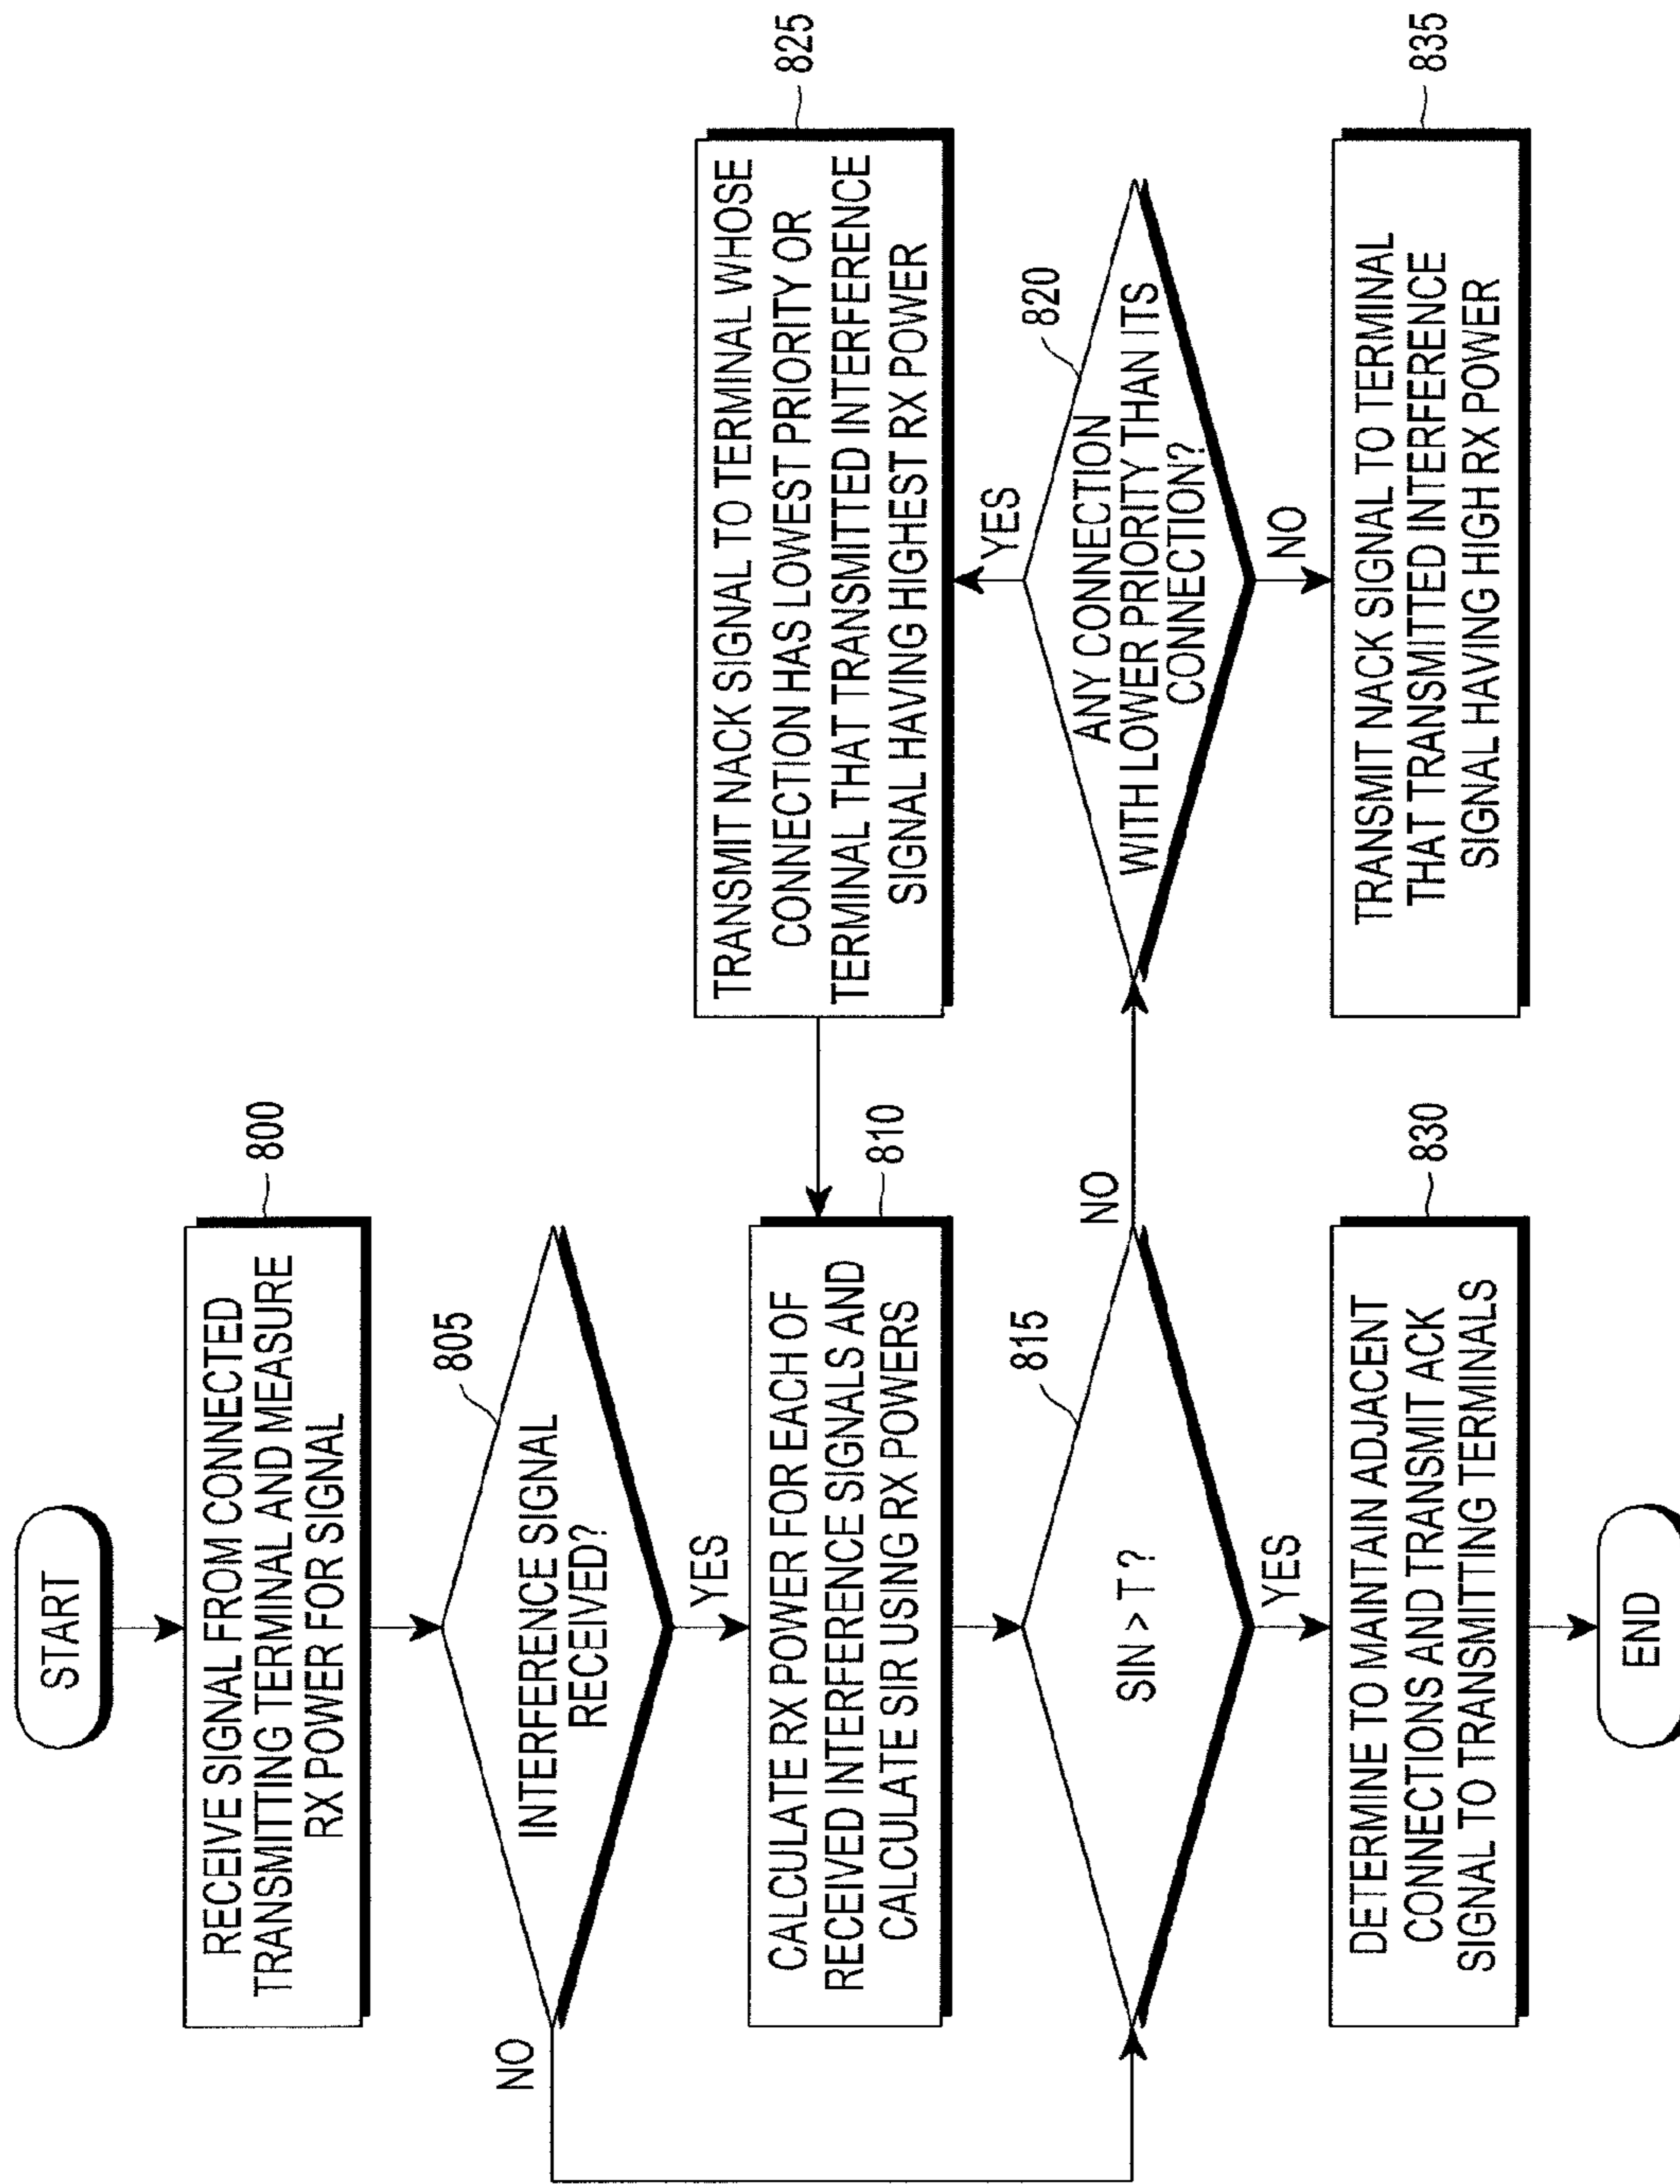 START
RECEIVE SIGNAL FROM CONNECTED
TRANSMITTING TERMINAL AND MEASURE
RX POWER FOR SIGNAL
800
INTERFERENCE SIGNAL
RECEIVED?
805
NO
YES
CALCULATE RX POWER FOR EACH OF
RECEIVED INTERFERENCE SIGNALS AND
CALCULATE SIR USING RX POWERS
810
SIN > T ?
815
NO
YES
DETERMINE TO MAINTAIN ADJACENT
CONNECTIONS AND TRANSMIT ACK
SIGNAL TO TRANSMITTING TERMINALS
830
END
TRANSMIT NACK SIGNAL TO TERMINAL WHOSE
CONNECTION HAS LOWEST PRIORITY OR
TERMINAL THAT TRANSMITTED INTERFERENCE
SIGNAL HAVING HIGHEST RX POWER
825
YES
ANY CONNECTION
WITH LOWER PRIORITY THAN ITS
CONNECTION?
820
NO
TRANSMIT NACK SIGNAL TO TERMINAL
THAT TRANSMITTED INTERFERENCE
SIGNAL HAVING HIGH RX POWER
835